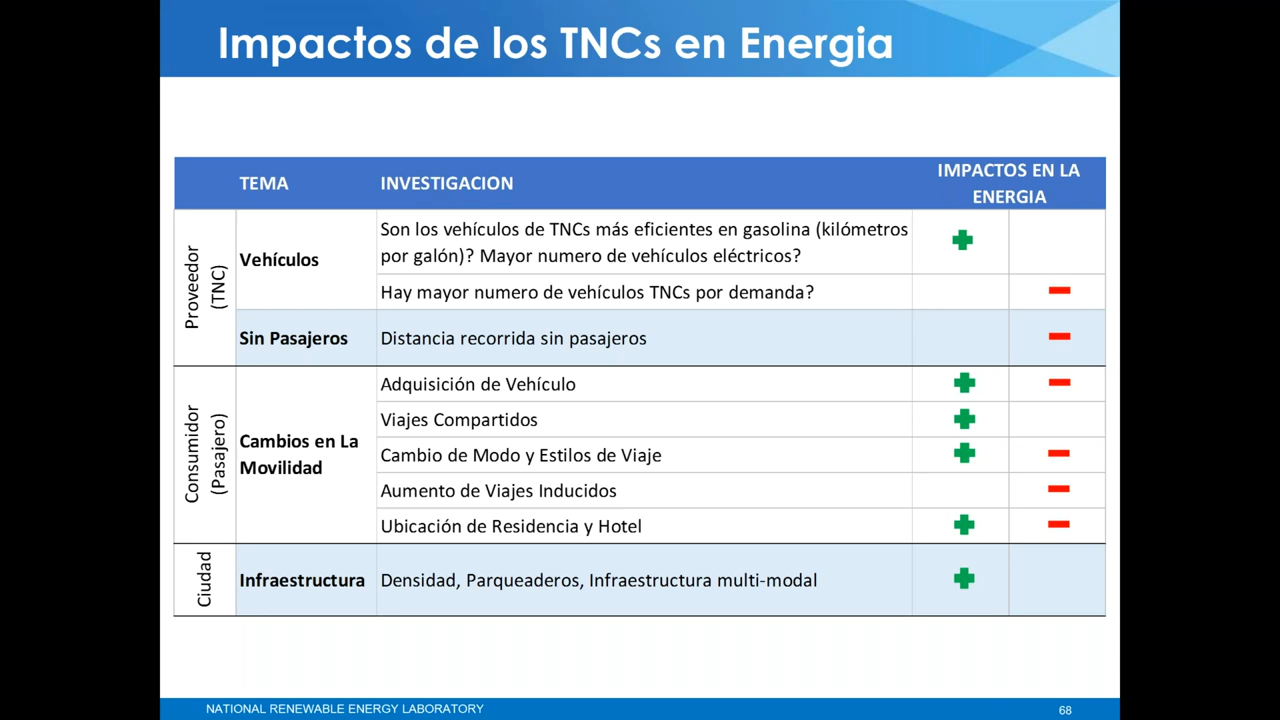 Impactos de los TNCs en Energia
TEMA
INVESTIGACION
IMPACTOS EN LA
ENERGIA
Proveedor
(TNC)
Vehículos
Son los vehículos de TNCs más eficientes en gasolina (kilómetros
por galón)? Mayor numero de vehículos eléctricos?
Hay mayor numero de vehículos TNCs por demanda?
Sin Pasajeros
Distancia recorrida sin pasajeros
Consumidor
(Pasajero)
Cambios en La
Movilidad
Adquisición de Vehículo
Viajes Compartidos
Cambio de Modo y Estilos de Viaje
Aumento de Viajes Inducidos
Ubicación de Residencia y Hotel
Ciudad
Infraestructura
Densidad, Parqueaderos, Infraestructura multi-modal
NATIONAL RENEWABLE ENERGY LABORATORY
68